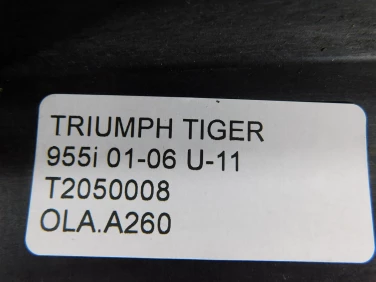 TRIUMPH TIGER
955i 01-06 U-11
T2050008
OLA.A260